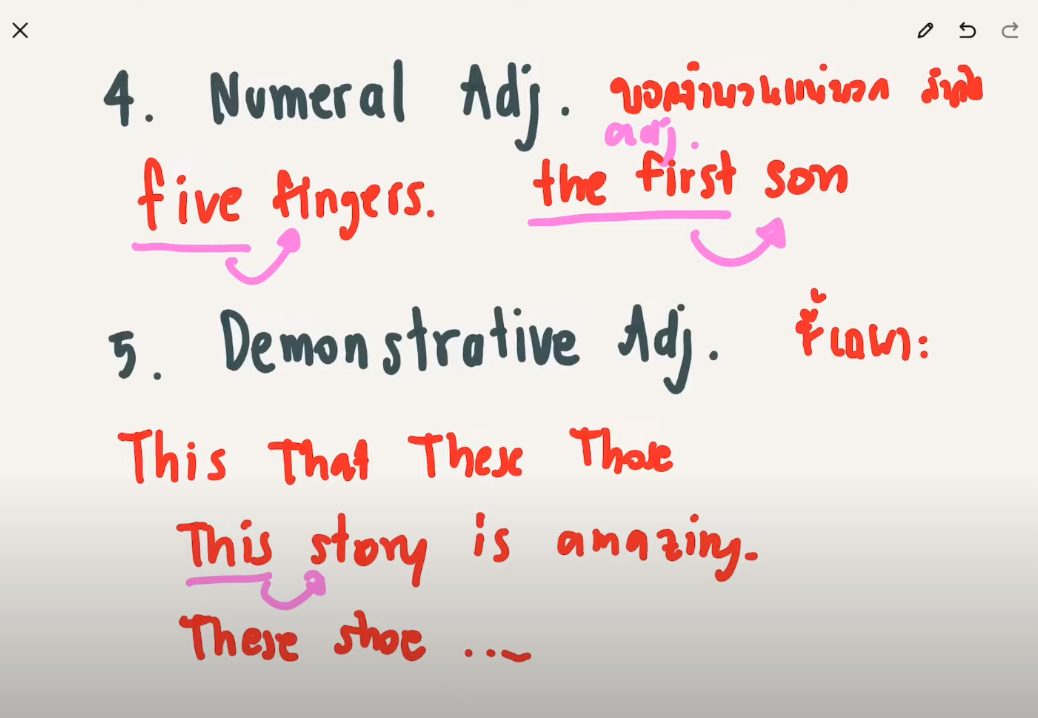 4. Numeral Adj. บอกจำนวนแน่นอน ลำดับ
adj.
five fingers. the first son
5. Demonstrative Adj. ชี้เฉพาะ
This That These Those
This story is amazing.
These shoe ...